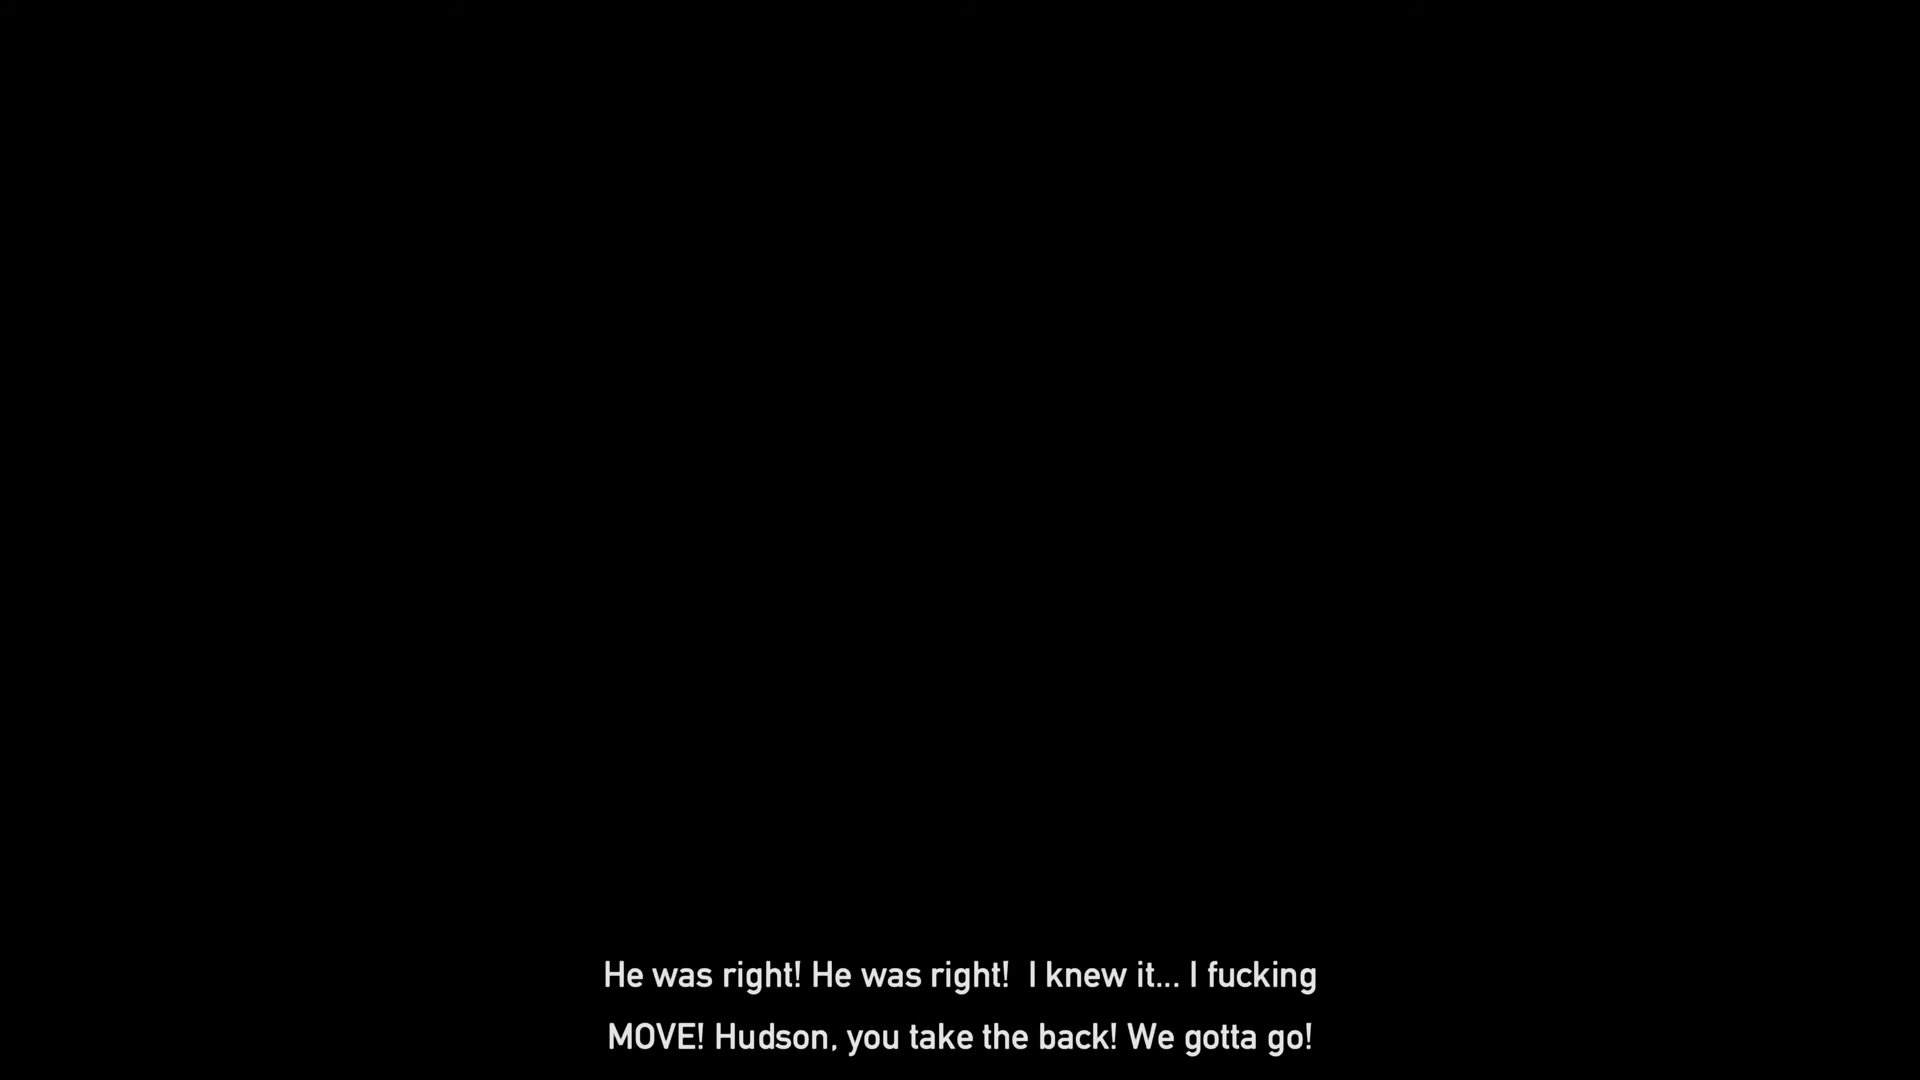 He was right! He was right!  I knew it... I fucking
MOVE! Hudson, you take the back! We gotta go!